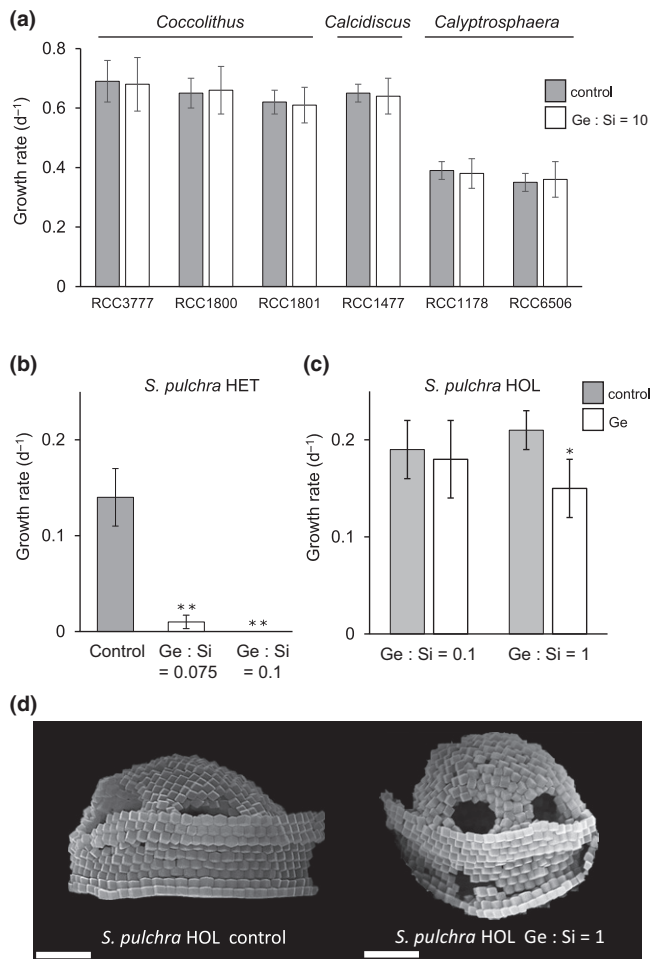 (a)
Coccolithus Calcidiscus Calyptrosphaera
0.8
0.6
0.4
0.2
0
Growth rate (d⁻¹)
control
Ge : Si = 10
RCC3777 RCC1800 RCC1801 RCC1477 RCC1178 RCC6506
(b)
S. pulchra HET
0.2
0.1
0
Growth rate (d⁻¹)
**
**
Control Ge : Si = 0.075 Ge : Si = 0.1
(c)
S. pulchra HOL
control
Ge
0.2
0.1
0
Growth rate (d⁻¹)
*
Ge : Si = 0.1 Ge : Si = 1
(d)
S. pulchra HOL control
S. pulchra HOL Ge : Si = 1